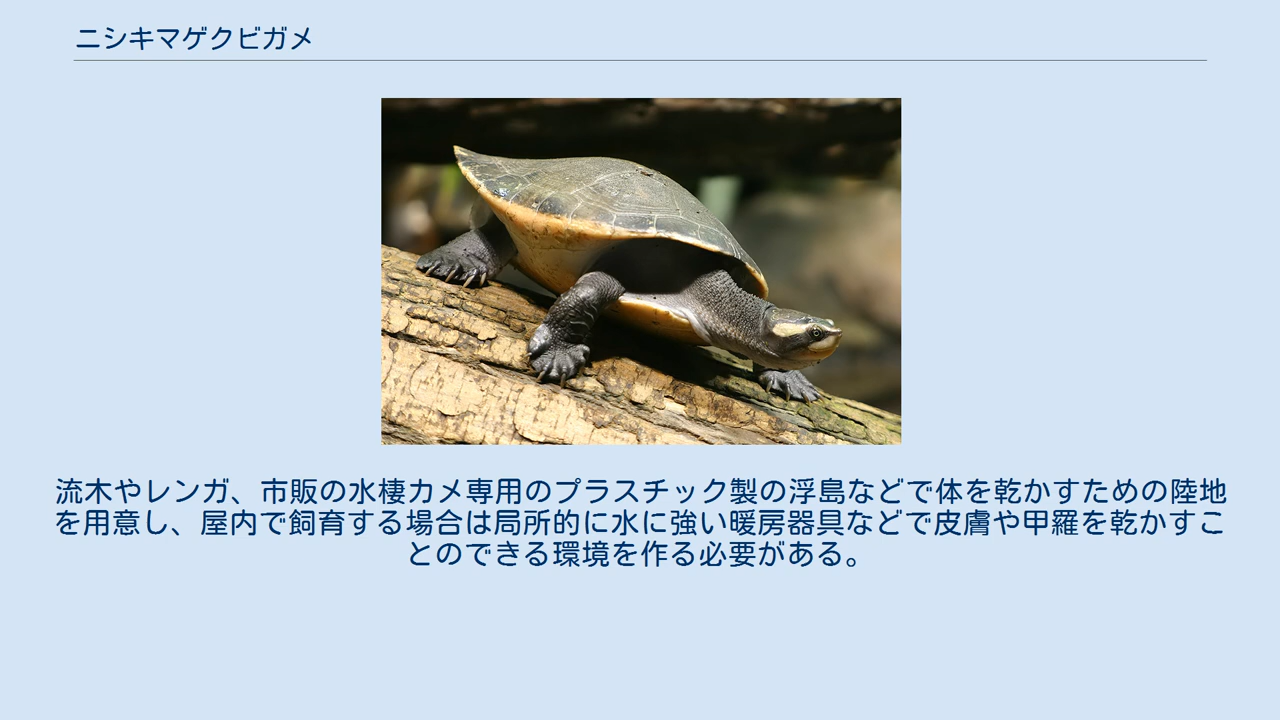 ニシキマゲクビガメ
流木やレンガ、市販の水棲カメ専用のプラスチック製の浮島などで体を乾かすための陸地
を用意し、屋内で飼育する場合は局所的に水に強い暖房器具などで皮膚や甲羅を乾かすこ
とのできる環境を作る必要がある。